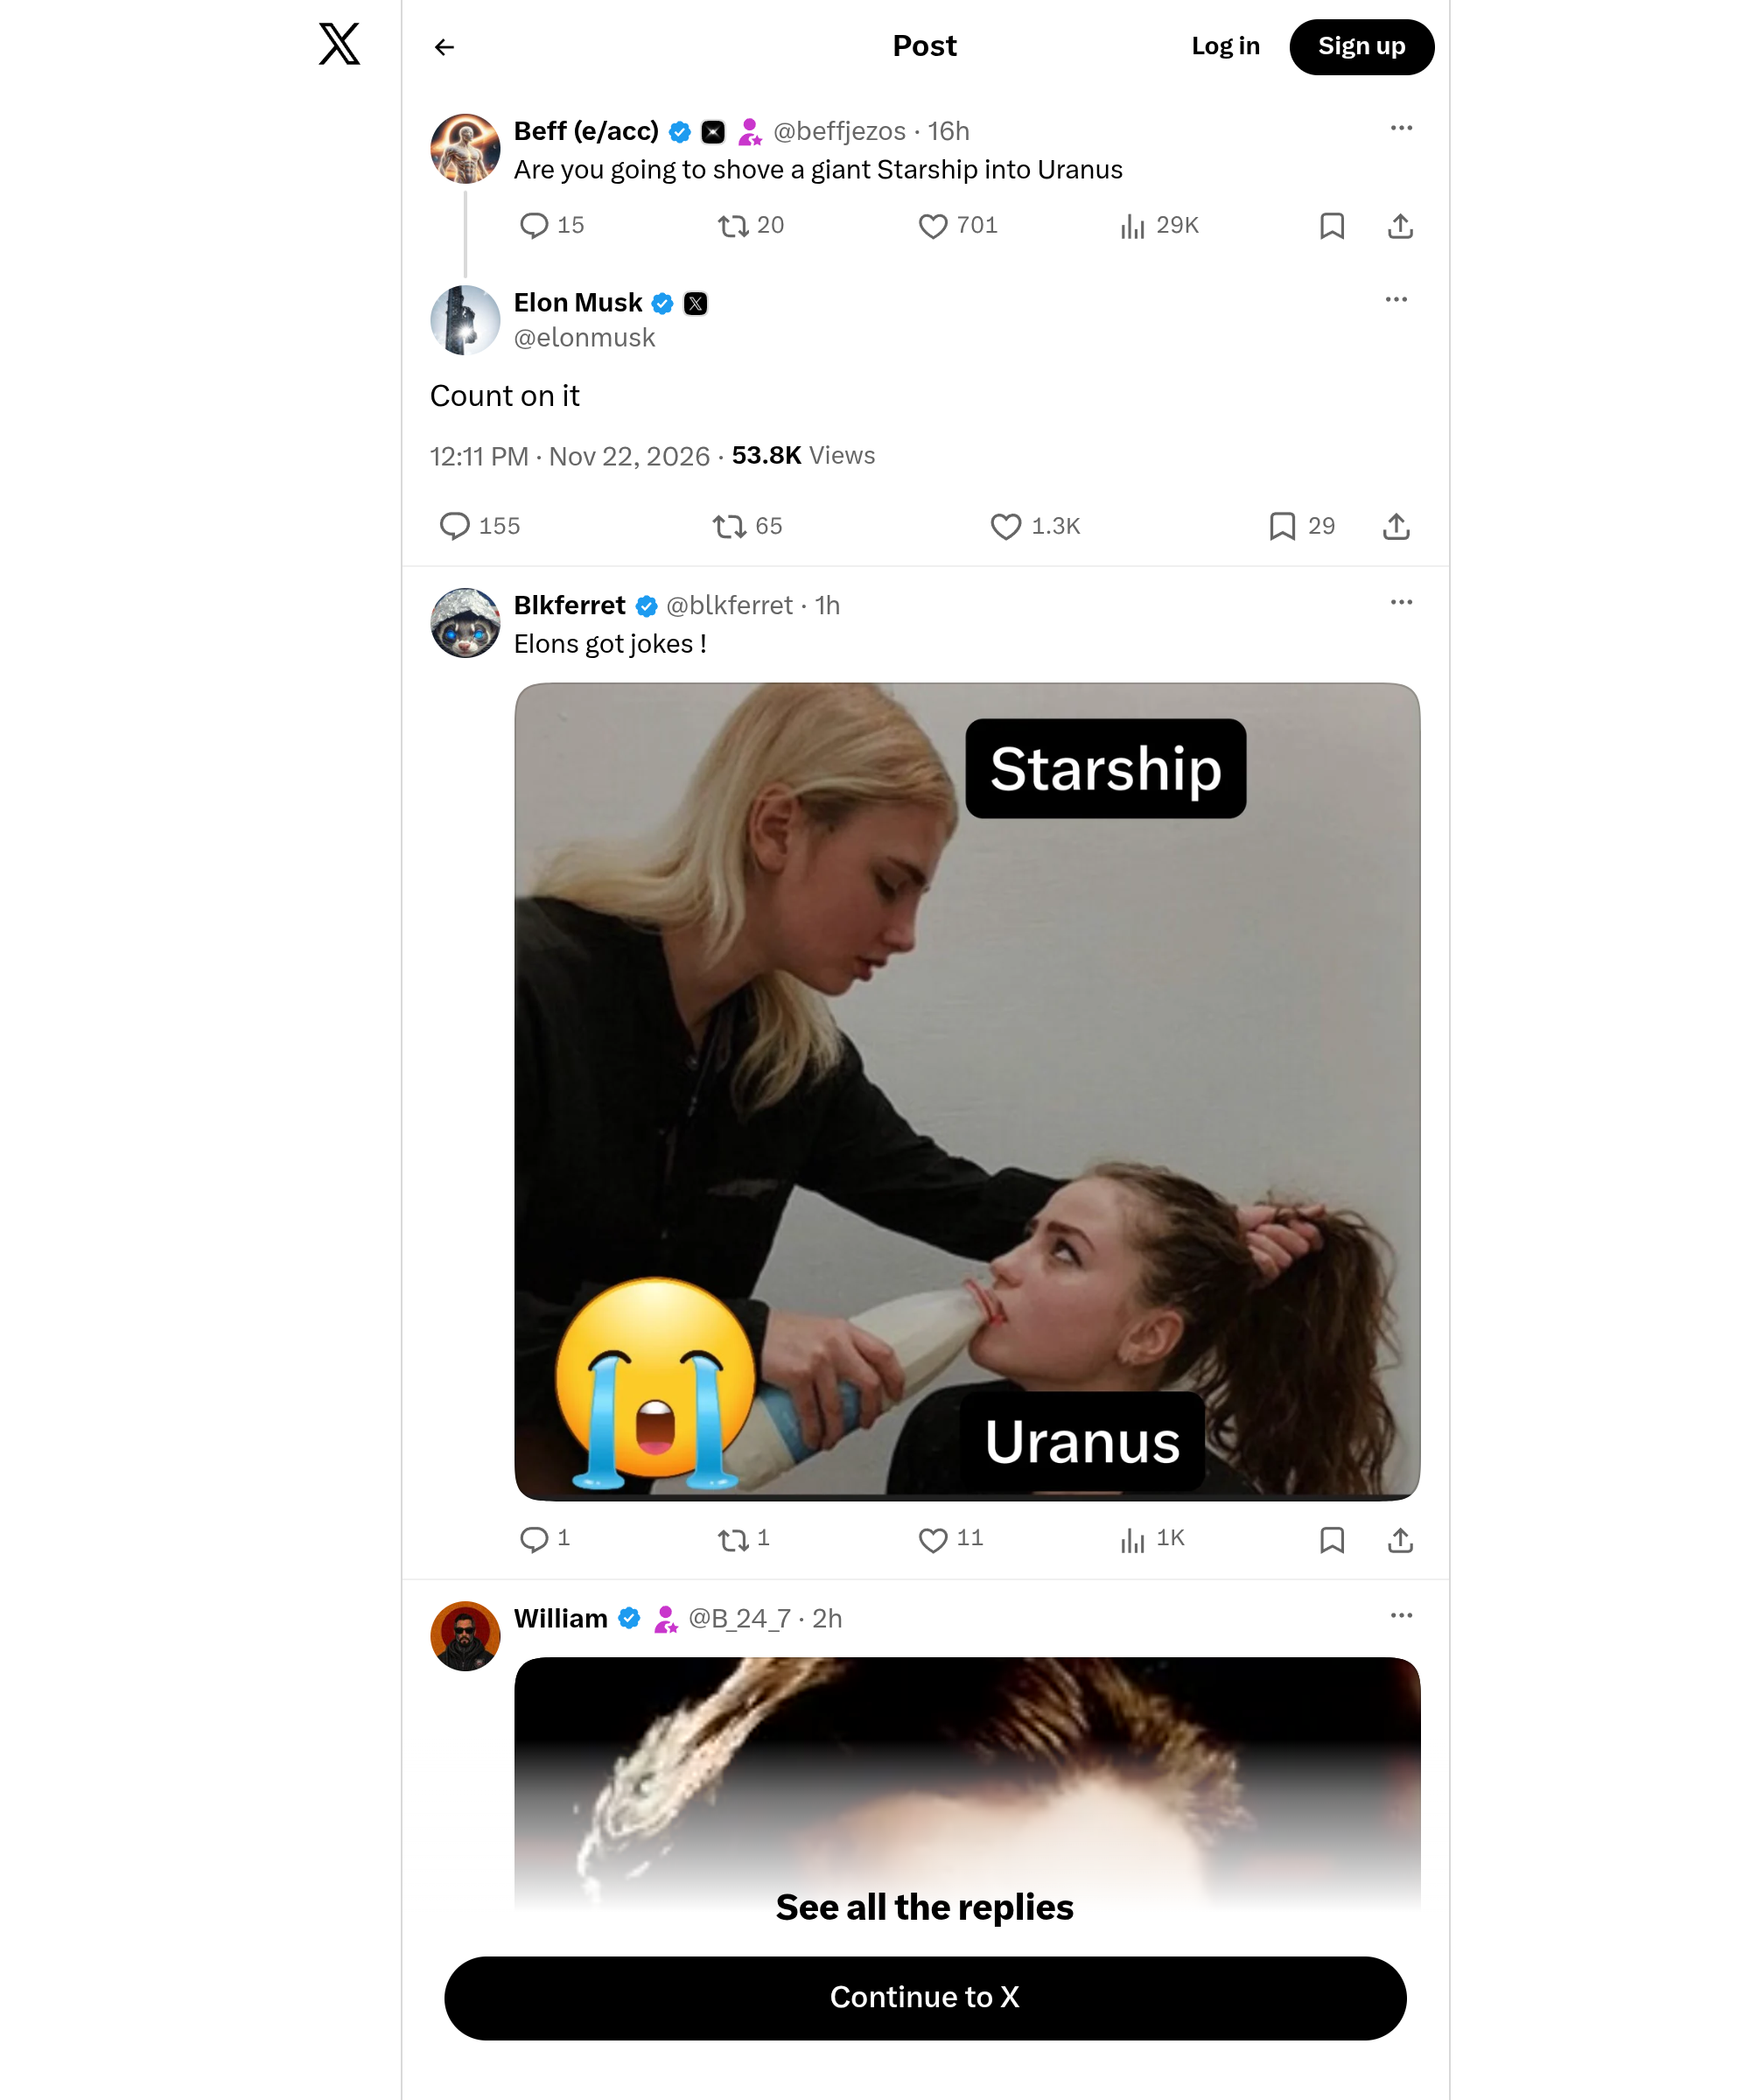 Post
Log in
Sign up
Beff (e/acc) @beffjezos · 16h
Are you going to shove a giant Starship into Uranus
15 20 701 29K
Elon Musk
@elonmusk
Count on it
12:11 PM · Nov 22, 2026 · 53.8K Views
155 65 1.3K 29
Blkferret @blkferret · 1h
Elons got jokes !
Starship
Uranus
1 1 11 1K
William @B_24_7 · 2h
See all the replies
Continue to X